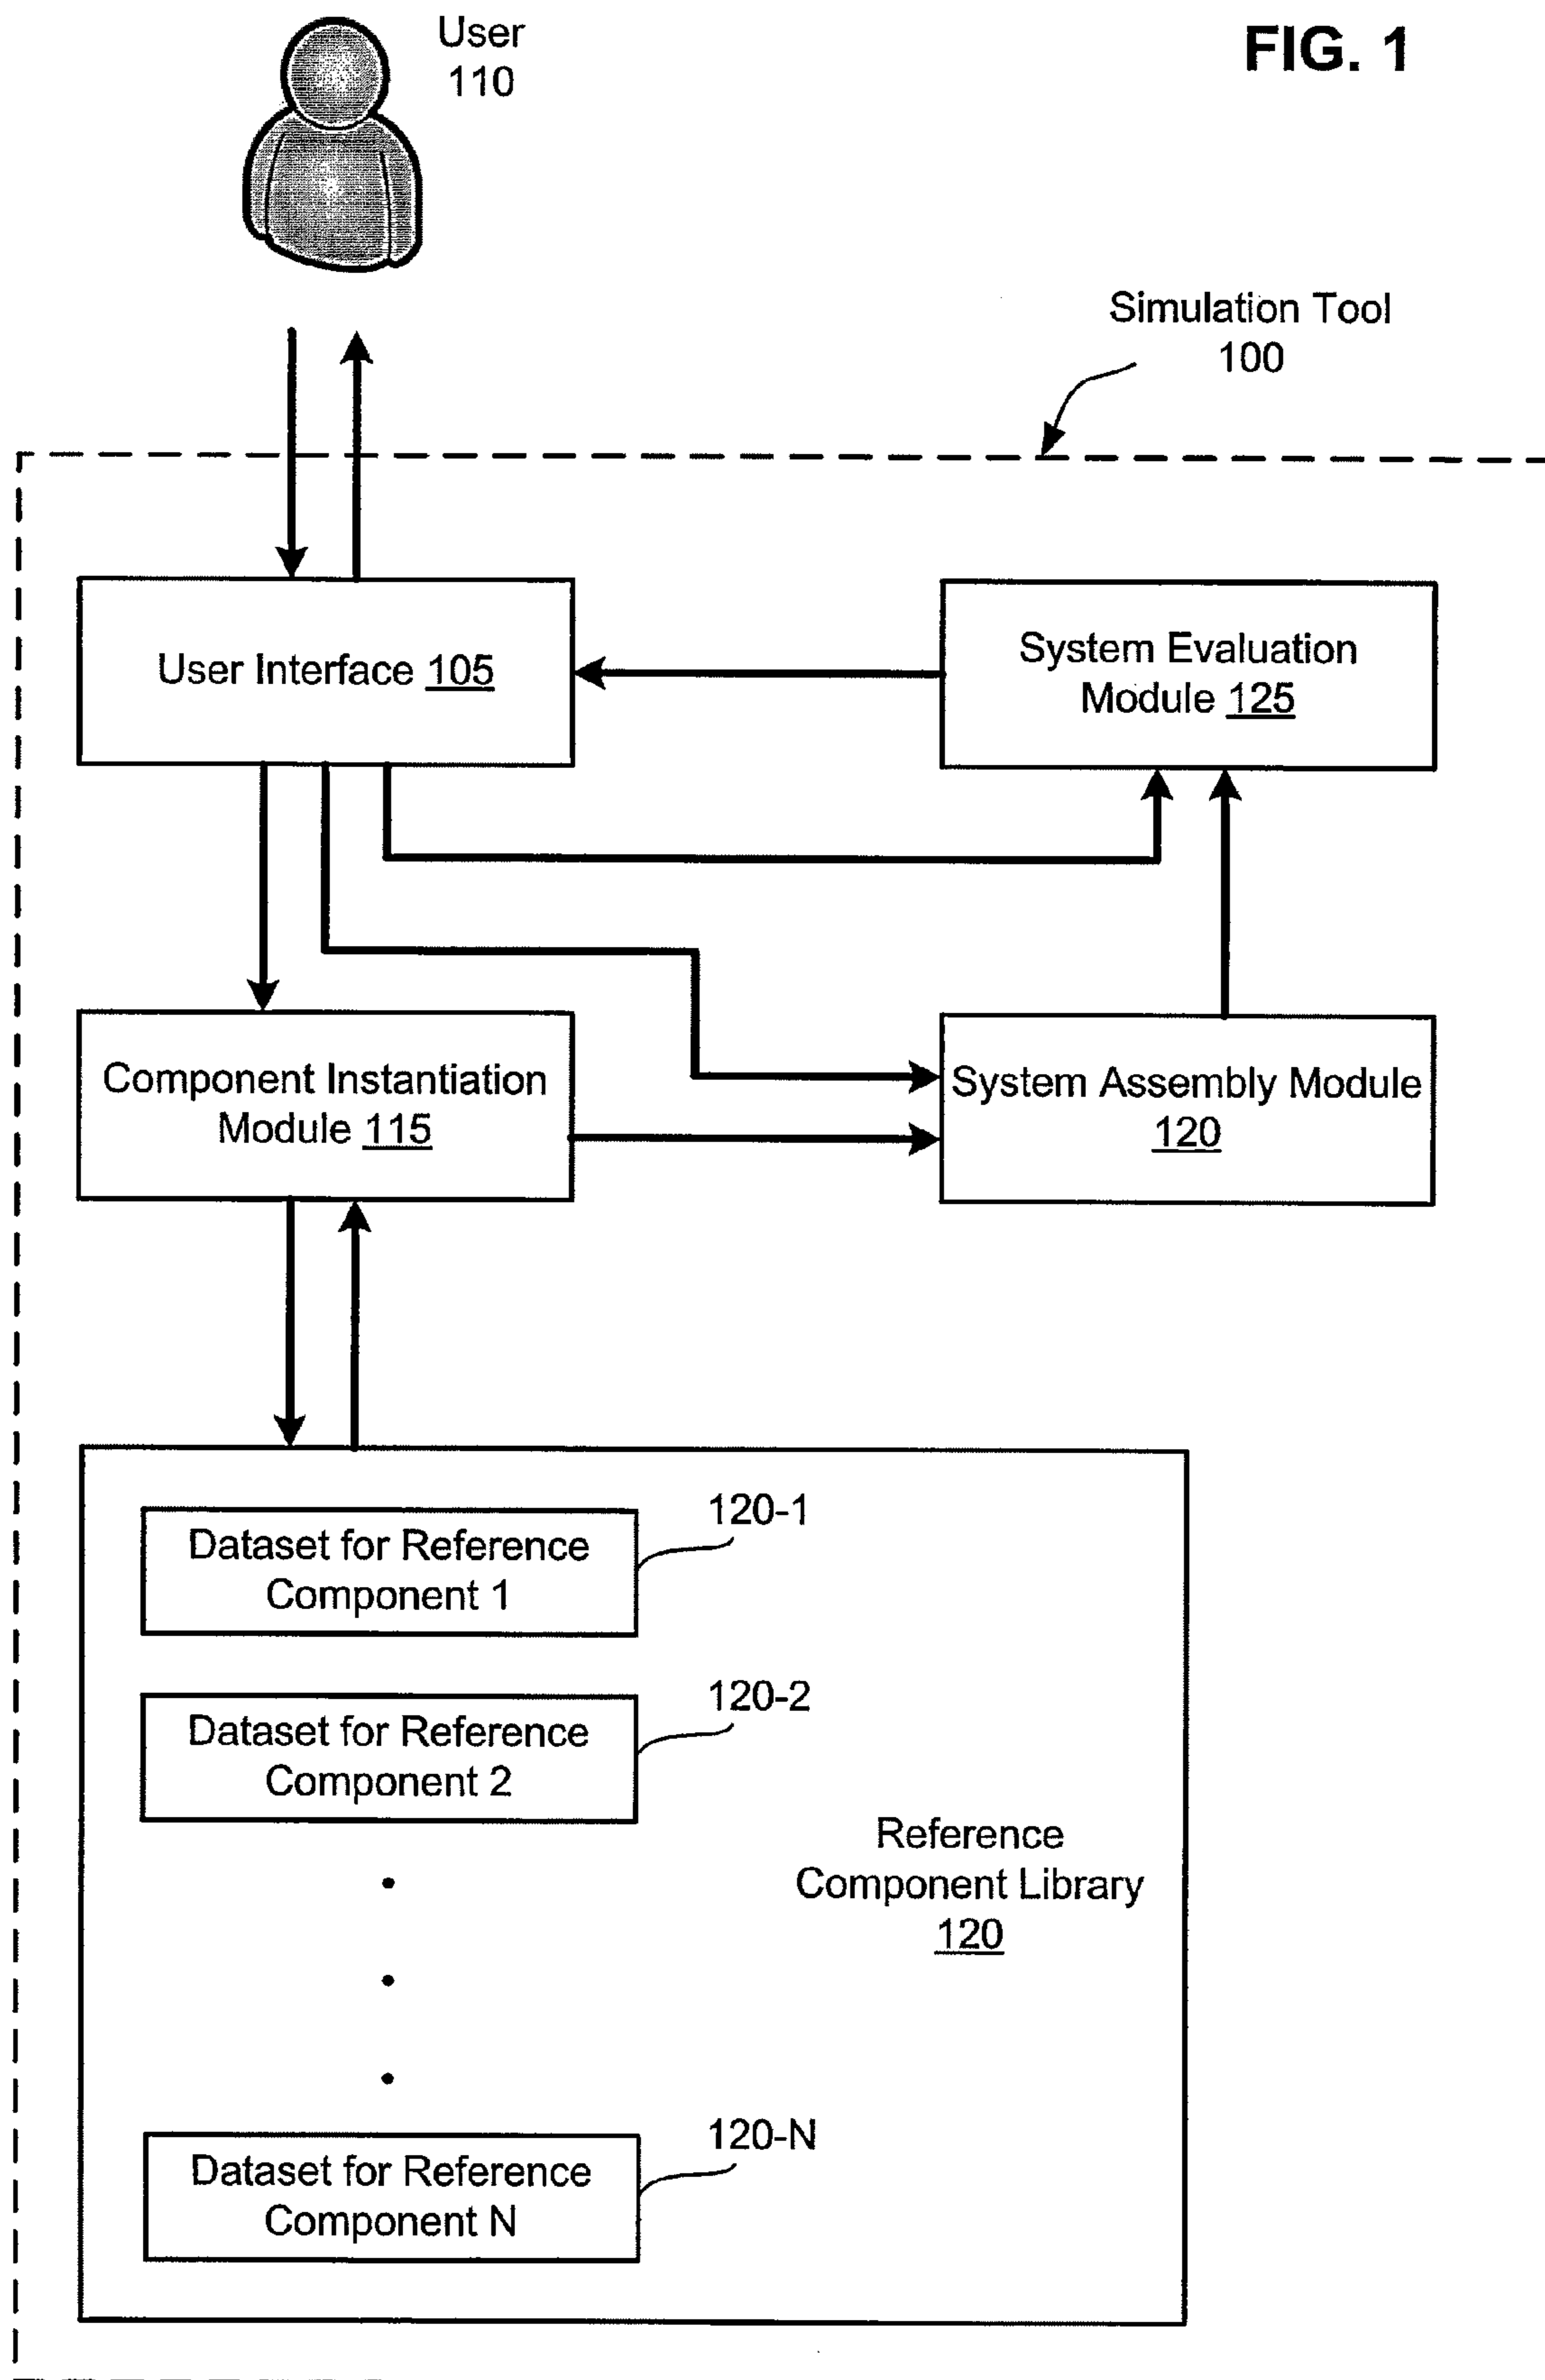 User
110
FIG. 1
Simulation Tool
100
User Interface 105
System Evaluation
Module 125
Component Instantiation
Module 115
System Assembly Module
120
120-1
Dataset for Reference
Component 1
120-2
Dataset for Reference
Component 2
Reference
Component Library
120
120-N
Dataset for Reference
Component N